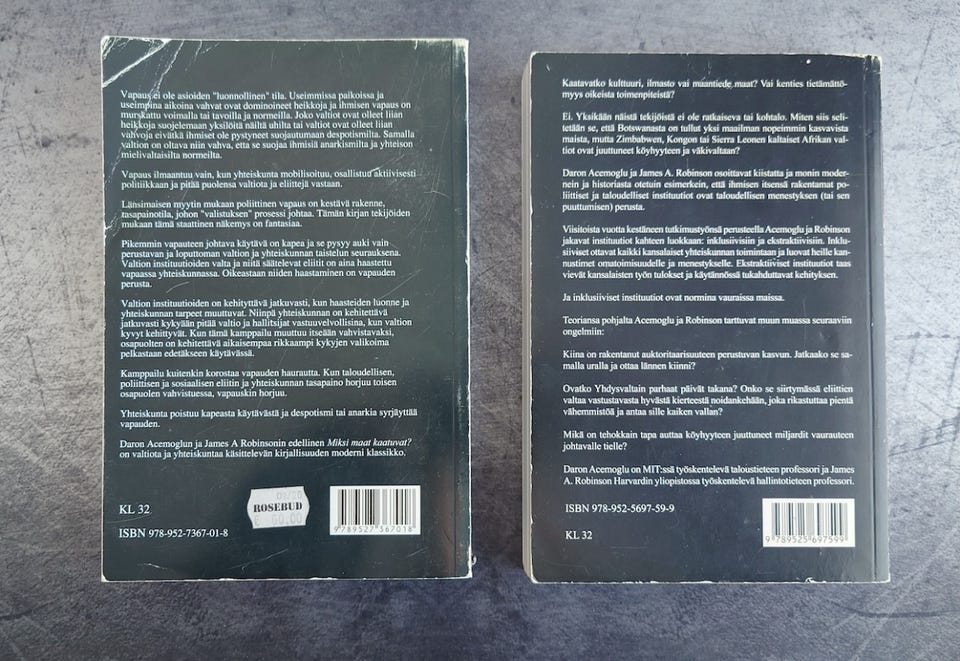 Vapaus ei ole asioiden "luonnollinen" tila. Useimmissa paikoissa ja
useimpina aikoina vahvat ovat dominoineet heikkoja ja ihmisen vapaus on
murskattu voimalla tai tavoilla ja normeilla. Joko valtiot ovat olleet liian
heikkoja suojelemaan yksilöitä näiltä uhilta tai valtiot ovat olleet liian
vahvoja eivätkä ihmiset ole pystyneet suojautumaan despotismilta. Samalla
valtion on oltava niin vahva, etta se suojaa ihmisiä anarkismilta ja yhteison
mielivaltaisilta normeilta.
Vapaus ilmaantuu vain, kun yhteiskunta mobilisoituu, osallistuu aktiivisesti
politiikkaan ja pitää puolensa valtiota ja eliittejä vastaan.
Länsimaisen myytin mukaan poliittinen vapaus on kestävä rakenne,
tasapainotila, johon "valistuksen" prosessi johtaa. Tämän kirjan tekijöiden
mukaan tämä staattinen näkemys on fantasiaa.
Pikemmin vapauteen johtava käytävä on kapea ja se pysyy auki vain
perustavan ja loputtoman valtion ja yhteiskunnan taistelun seurauksena.
Valtion instituutioiden valta ja niitä säätelevat eliitit on aina haastettu
vapaassa yhteiskunnassa. Oikeastaan niiden haastaminen on vapauden
perusta.
Valtion instituutioiden on kehityttävä jatkuvasti, kun haasteiden luonne ja
yhteiskunnan tarpeet muuttuvat. Niinpä yhteiskunnan on kehitettävä
jatkuvasti kykyään pitää valtio ja hallitsijat vastuuvelvollisina, kun valtion
kyvyt kehittyvät. Kun tämä kamppailu muuttuu itseään vahvistavaksi,
osapuolten on kehitettävä aikaisempaa rikkaampi kykyjen valikoima
pelkastaan edetäkseen käytävässä.
Kamppailu kuitenkin korostaa vapauden haurautta. Kun taloudellisen,
poliittisen ja sosiaalisen eliitin ja yhteiskunnan tasapaino horjuu toisen
osapuolen vahvistuessa, vapauskin horjuu.
Yhteiskunta poistuu kapeasta käytävästä ja despotismi tai anarkia syrjäyttää
vapauden.
Daron Acemoglun ja James A Robinsonin edellinen Miksi maat kaatuvat?
on valtiota ja yhteiskuntaa käsittelevän kirjallisuuden moderni klassikko.
KL 32
ISBN 978-952-7367-01-8
ROSEBUD
9789527367018
Kaatavatko kulttuuri, ilmasto vai maantiede maat? Vai kenties tietämättö-
myys oikeista toimenpiteistä?
Ei. Yksikään näistä tekijöistä ei ole ratkaiseva tai kohtalo. Miten siis seli-
tetään se, että Botswanasta on tullut yksi maailman nopeimmin kasvavista
maista, mutta Zimbabwen, Kongon tai Sierra Leonen kaltaiset Afrikan val-
tiot ovat juuttuneet köyhyyteen ja väkivaltaan?
Daron Acemoglu ja James A. Robinson osoittavat kiistatta ja monin moder-
nein ja historiasta otetuin esimerkein, että ihmisen itsensä rakentamat po-
liittiset ja taloudelliset instituutiot ovat taloudellisen menestyksen (tai sen
puuttumisen) perusta.
Viisitoista vuotta kestäneen tutkimustyönsä perusteella Acemoglu ja Robinson
jakavat instituutiot kahteen luokkaan: inklusiivisiin ja ekstraktiivisiin. Inklu-
siiviset ottavat kaikki kansalaiset yhteiskunnan toimintaan ja luovat heille kan-
nustimet omatoimisuudelle ja menestykselle. Ekstraktiiviset instituutiot taas
vievät kansalaisten työn tulokset ja käytännössä tukahduttavat kehityksen.
Ja inklusiiviset instituutiot ovat normina vauraissa maissa.
Teoriansa pohjalta Acemoglu ja Robinson tarttuvat muun muassa seuraaviin
ongelmiin:
Kiina on rakentanut auktoritaarisuuteen perustuvan kasvun. Jatkaako se sa-
malla uralla ja ottaa lännen kiinni?
Ovatko Yhdysvaltain parhaat päivät takana? Onko se siirtymässä eliittien
valtaa vastustavasta hyvästä kierteestä noidankehään, joka rikastuttaa pientä
vähemmistöä ja antaa sille kaiken vallan?
Mikä on tehokkain tapa auttaa köyhyyteen juuttuneet miljardit vaurauteen
johtavalle tielle?
Daron Acemoglu on MIT:ssä työskentelevä taloustieteen professori ja James
A. Robinson Harvardin yliopistossa työskentelevä hallintotieteen professori.
ISBN 978-952-5697-59-9
KL 32
9789525697599